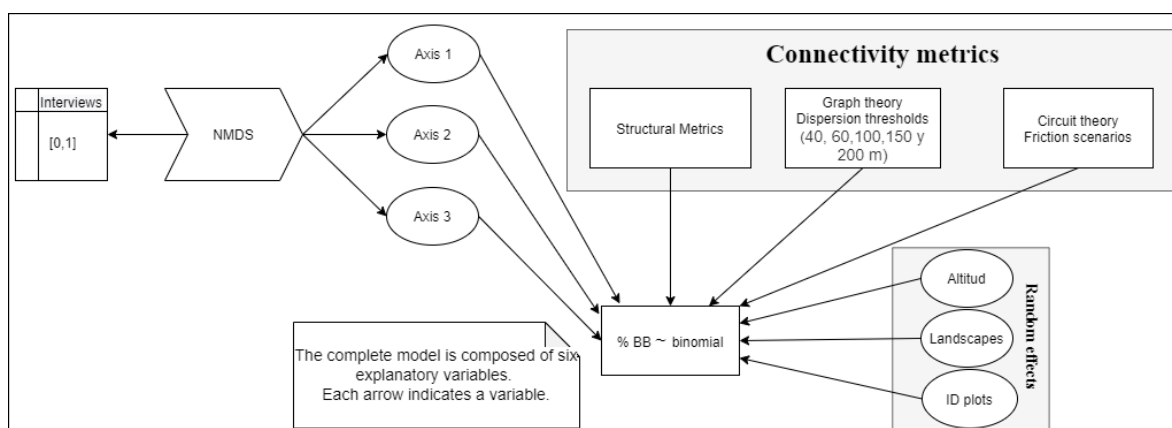 Connectivity metrics
Interviews
[0,1]
NMDS
Axis 1
Axis 2
Axis 3
Structural Metrics
Graph theory
Dispersion thresholds
(40, 60,100,150 y
200 m)
Circuit theory
Friction scenarios
% BB ~ binomial
Altitud
Landscapes
ID plots
Random effects
The complete model is composed of six
explanatory variables.
Each arrow indicates a variable.